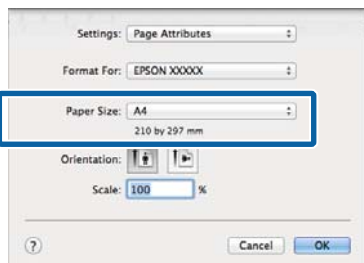 Settings: Page Attributes
Format For: EPSON XXXXX
Paper Size: A4
210 by 297 mm
Orientation:
Scale: 100 %
? Cancel OK